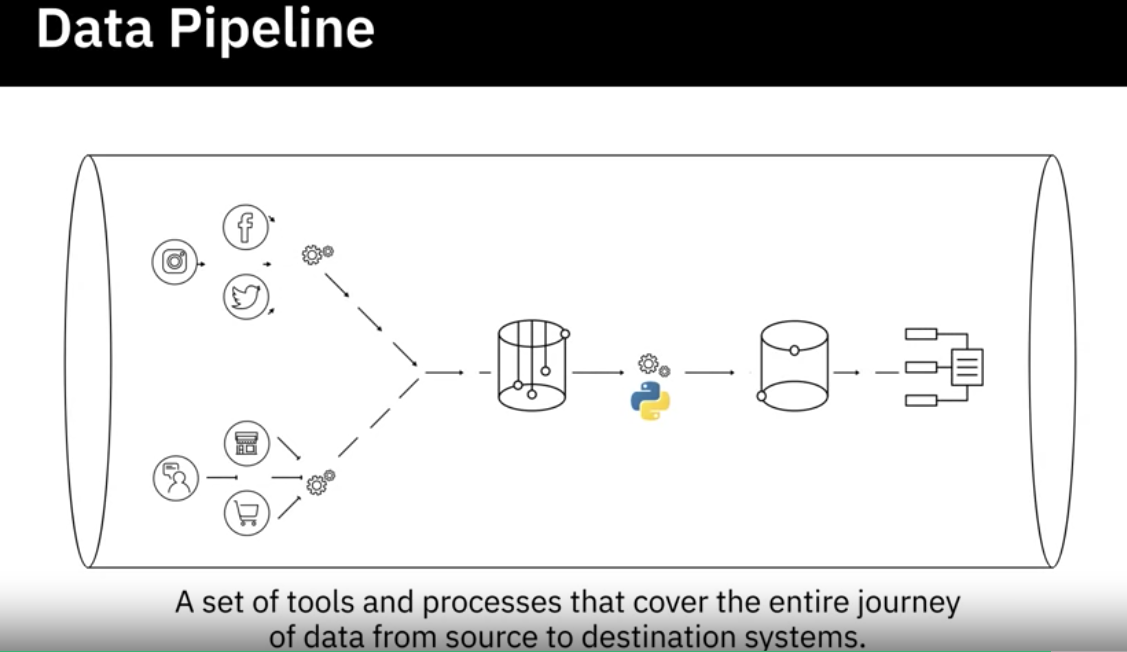 Data Pipeline
A set of tools and processes that cover the entire journey
of data from source to destination systems.